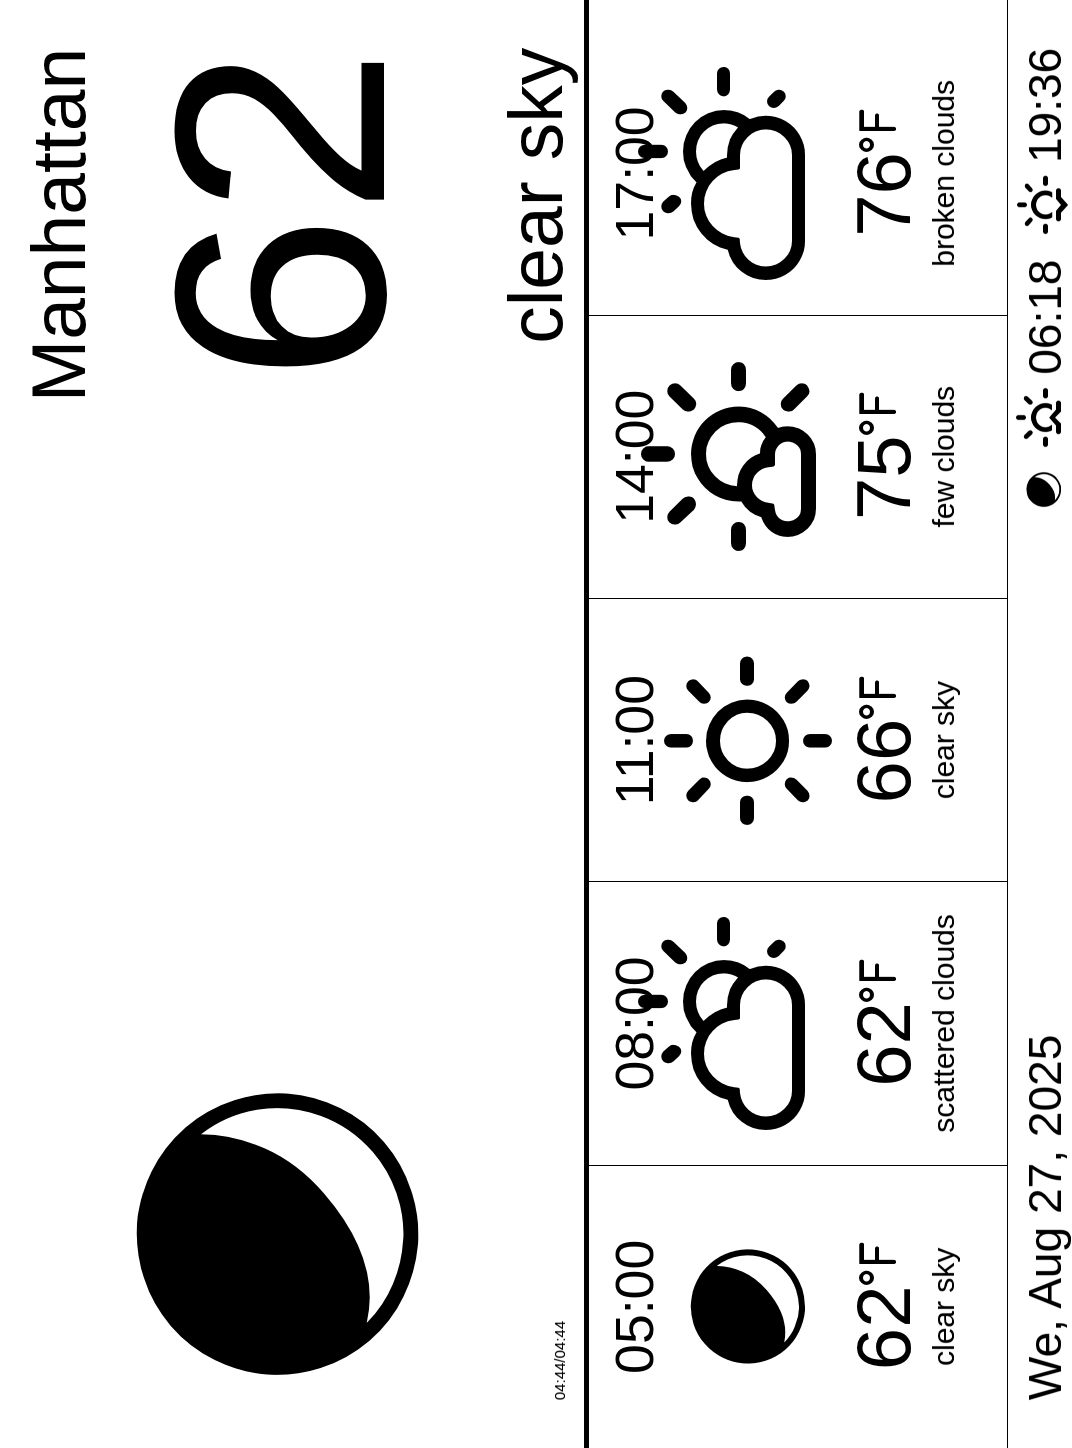 Manhattan
62
clear sky
04:44/04:44
05:00
62°F
clear sky
08:00
62°F
scattered clouds
11:00
66°F
clear sky
14:00
75°F
few clouds
17:00
76°F
broken clouds
We, Aug 27, 2025
06:18
19:36